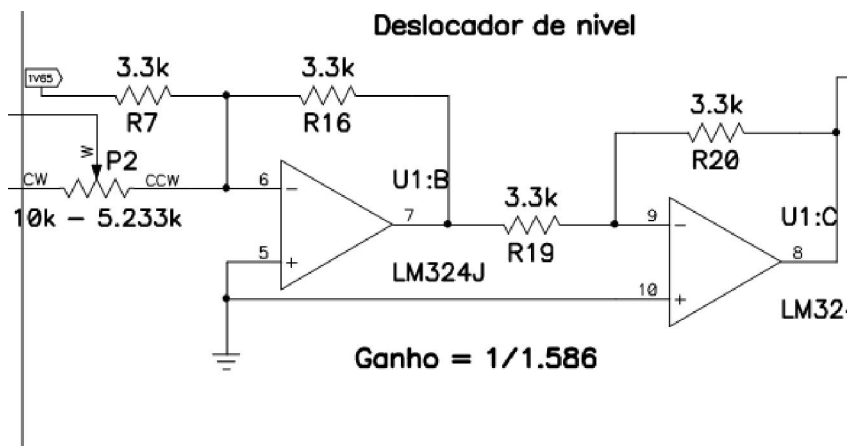 Deslocador de nivel
1V65
3.3k
R7
3.3k
R16
3.3k
R20
W
P2
CW
CCW
10k - 5.233k
6
5
7
U1:B
LM324J
3.3k
R19
9
10
8
U1:C
LM324
Ganho = 1/1.586